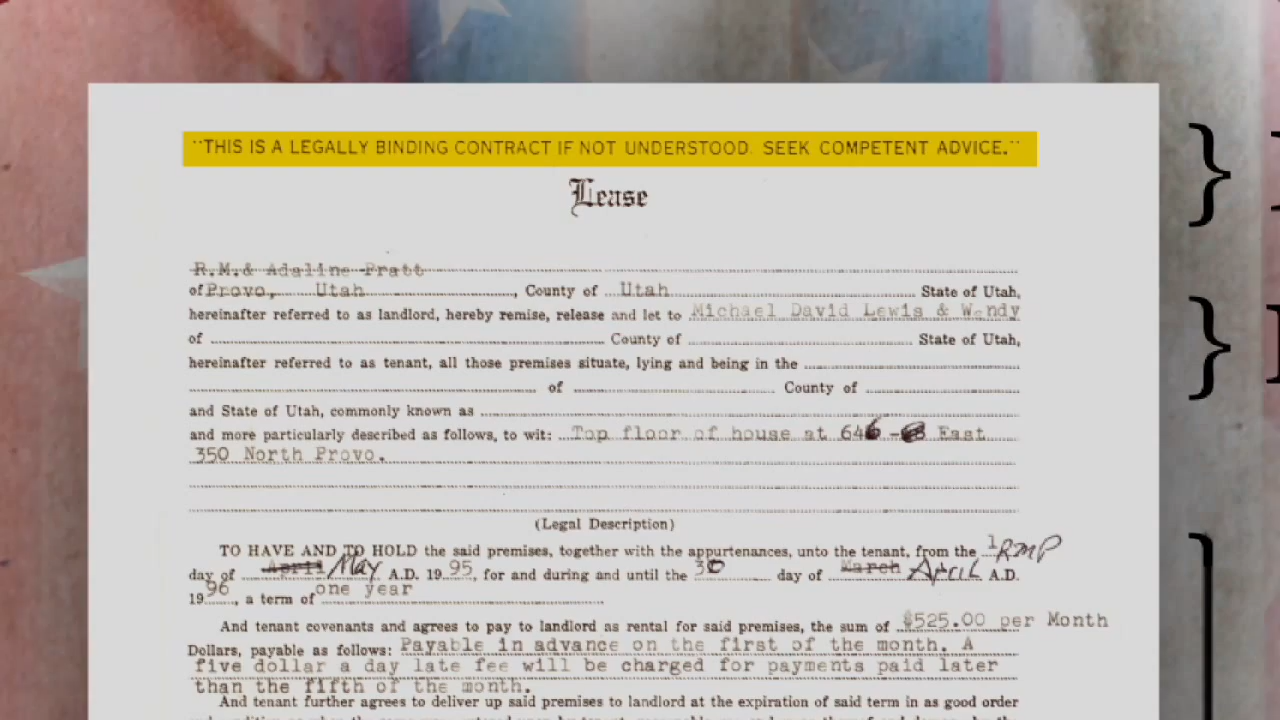 "THIS IS A LEGALLY BINDING CONTRACT IF NOT UNDERSTOOD. SEEK COMPETENT ADVICE."
Lease
R.M.& Adaline Pratt
of Provo, Utah, County of Utah State of Utah,
hereinafter referred to as landlord, hereby remise, release and let to Michael David Lewis & Wendy
of County of State of Utah,
hereinafter referred to as tenant, all those premises situate, lying and being in the
of County of
and State of Utah, commonly known as
and more particularly described as follows, to wit: Top floor of house at 646 - East
350 North Provo.
(Legal Description)
TO HAVE AND TO HOLD the said premises, together with the appurtenances, unto the tenant, from the 1 RMP
day of April May A.D. 19 95, for and during and until the 30 day of March April A.D.
19 96, a term of one year
And tenant covenants and agrees to pay to landlord as rental for said premises, the sum of $525.00 per Month
Dollars, payable as follows: Payable in advance on the first of the month. A
five dollar a day late fee will be charged for payments paid later
than the fifth of the month.
And tenant further agrees to deliver up said premises to landlord at the expiration of said term in as good order